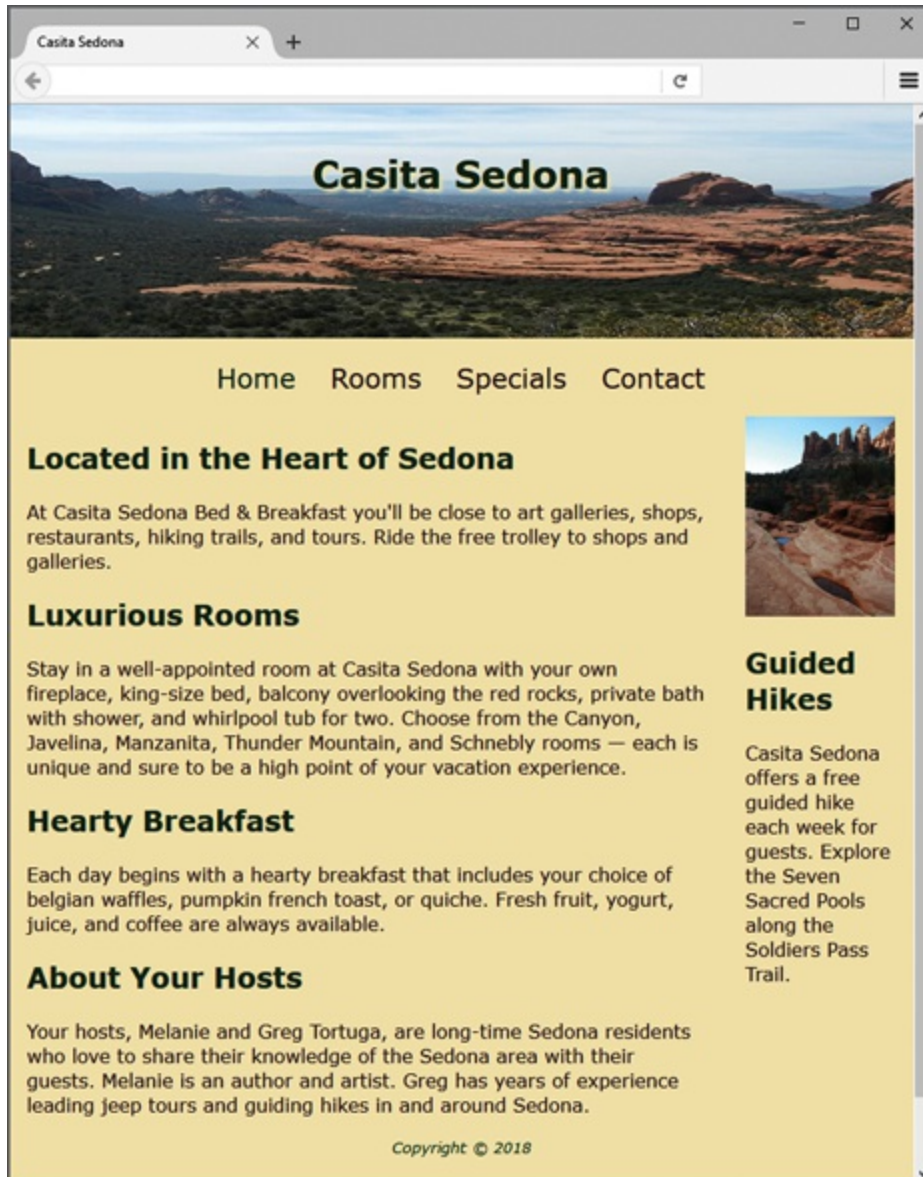 Casita Sedona
Casita Sedona
Home Rooms Specials Contact
Located in the Heart of Sedona
At Casita Sedona Bed & Breakfast you'll be close to art galleries, shops,
restaurants, hiking trails, and tours. Ride the free trolley to shops and
galleries.
Luxurious Rooms
Stay in a well-appointed room at Casita Sedona with your own
fireplace, king-size bed, balcony overlooking the red rocks, private bath
with shower, and whirlpool tub for two. Choose from the Canyon,
Javelina, Manzanita, Thunder Mountain, and Schnebly rooms — each is
unique and sure to be a high point of your vacation experience.
Hearty Breakfast
Each day begins with a hearty breakfast that includes your choice of
belgian waffles, pumpkin french toast, or quiche. Fresh fruit, yogurt,
juice, and coffee are always available.
About Your Hosts
Your hosts, Melanie and Greg Tortuga, are long-time Sedona residents
who love to share their knowledge of the Sedona area with their
guests. Melanie is an author and artist. Greg has years of experience
leading jeep tours and guiding hikes in and around Sedona.
Guided
Hikes
Casita Sedona
offers a free
guided hike
each week for
guests. Explore
the Seven
Sacred Pools
along the
Soldiers Pass
Trail.
Copyright © 2018